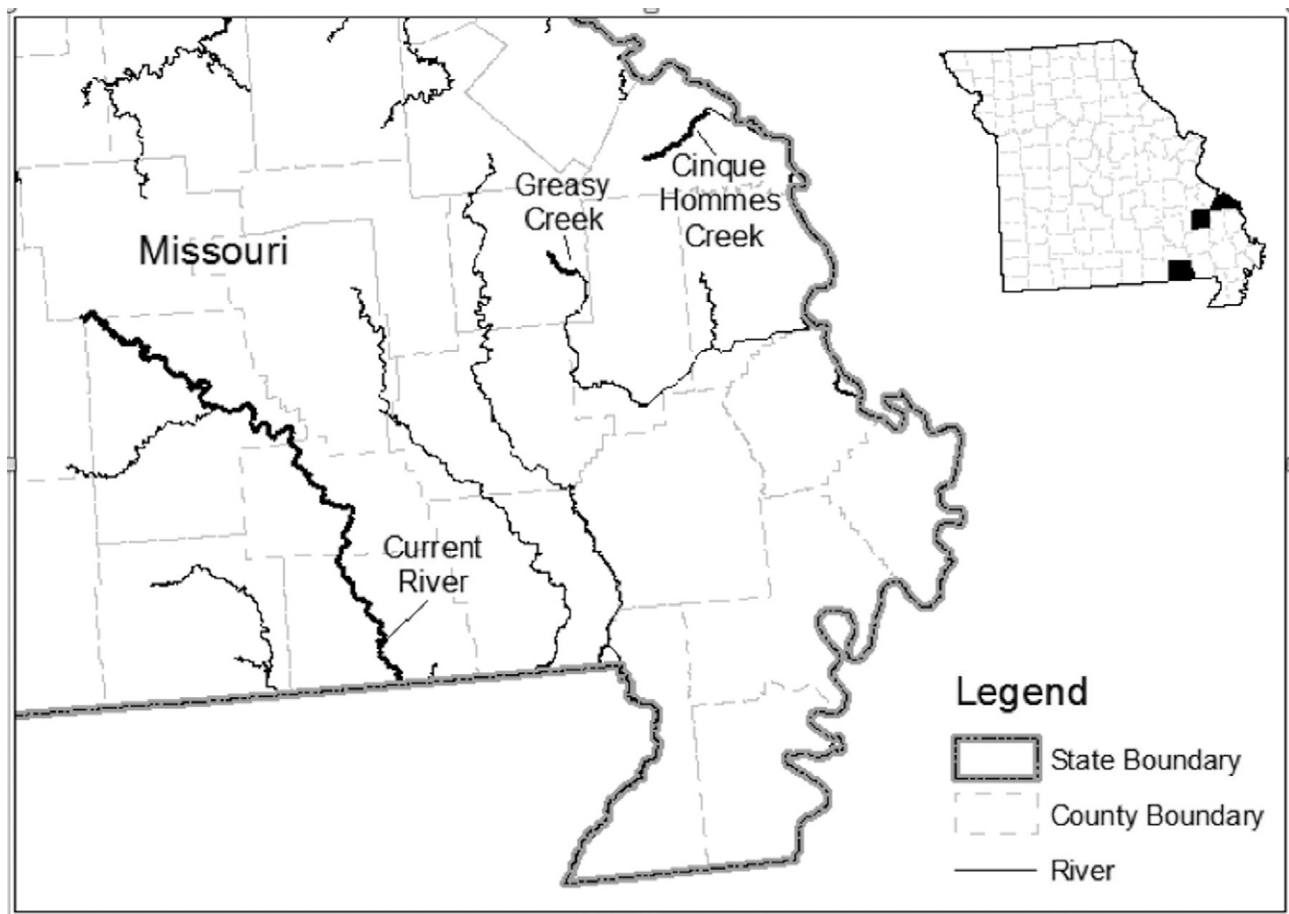 Cinque
Hommes
Creek
Greasy
Creek
Missouri
Current
River
Legend
State Boundary
County Boundary
River